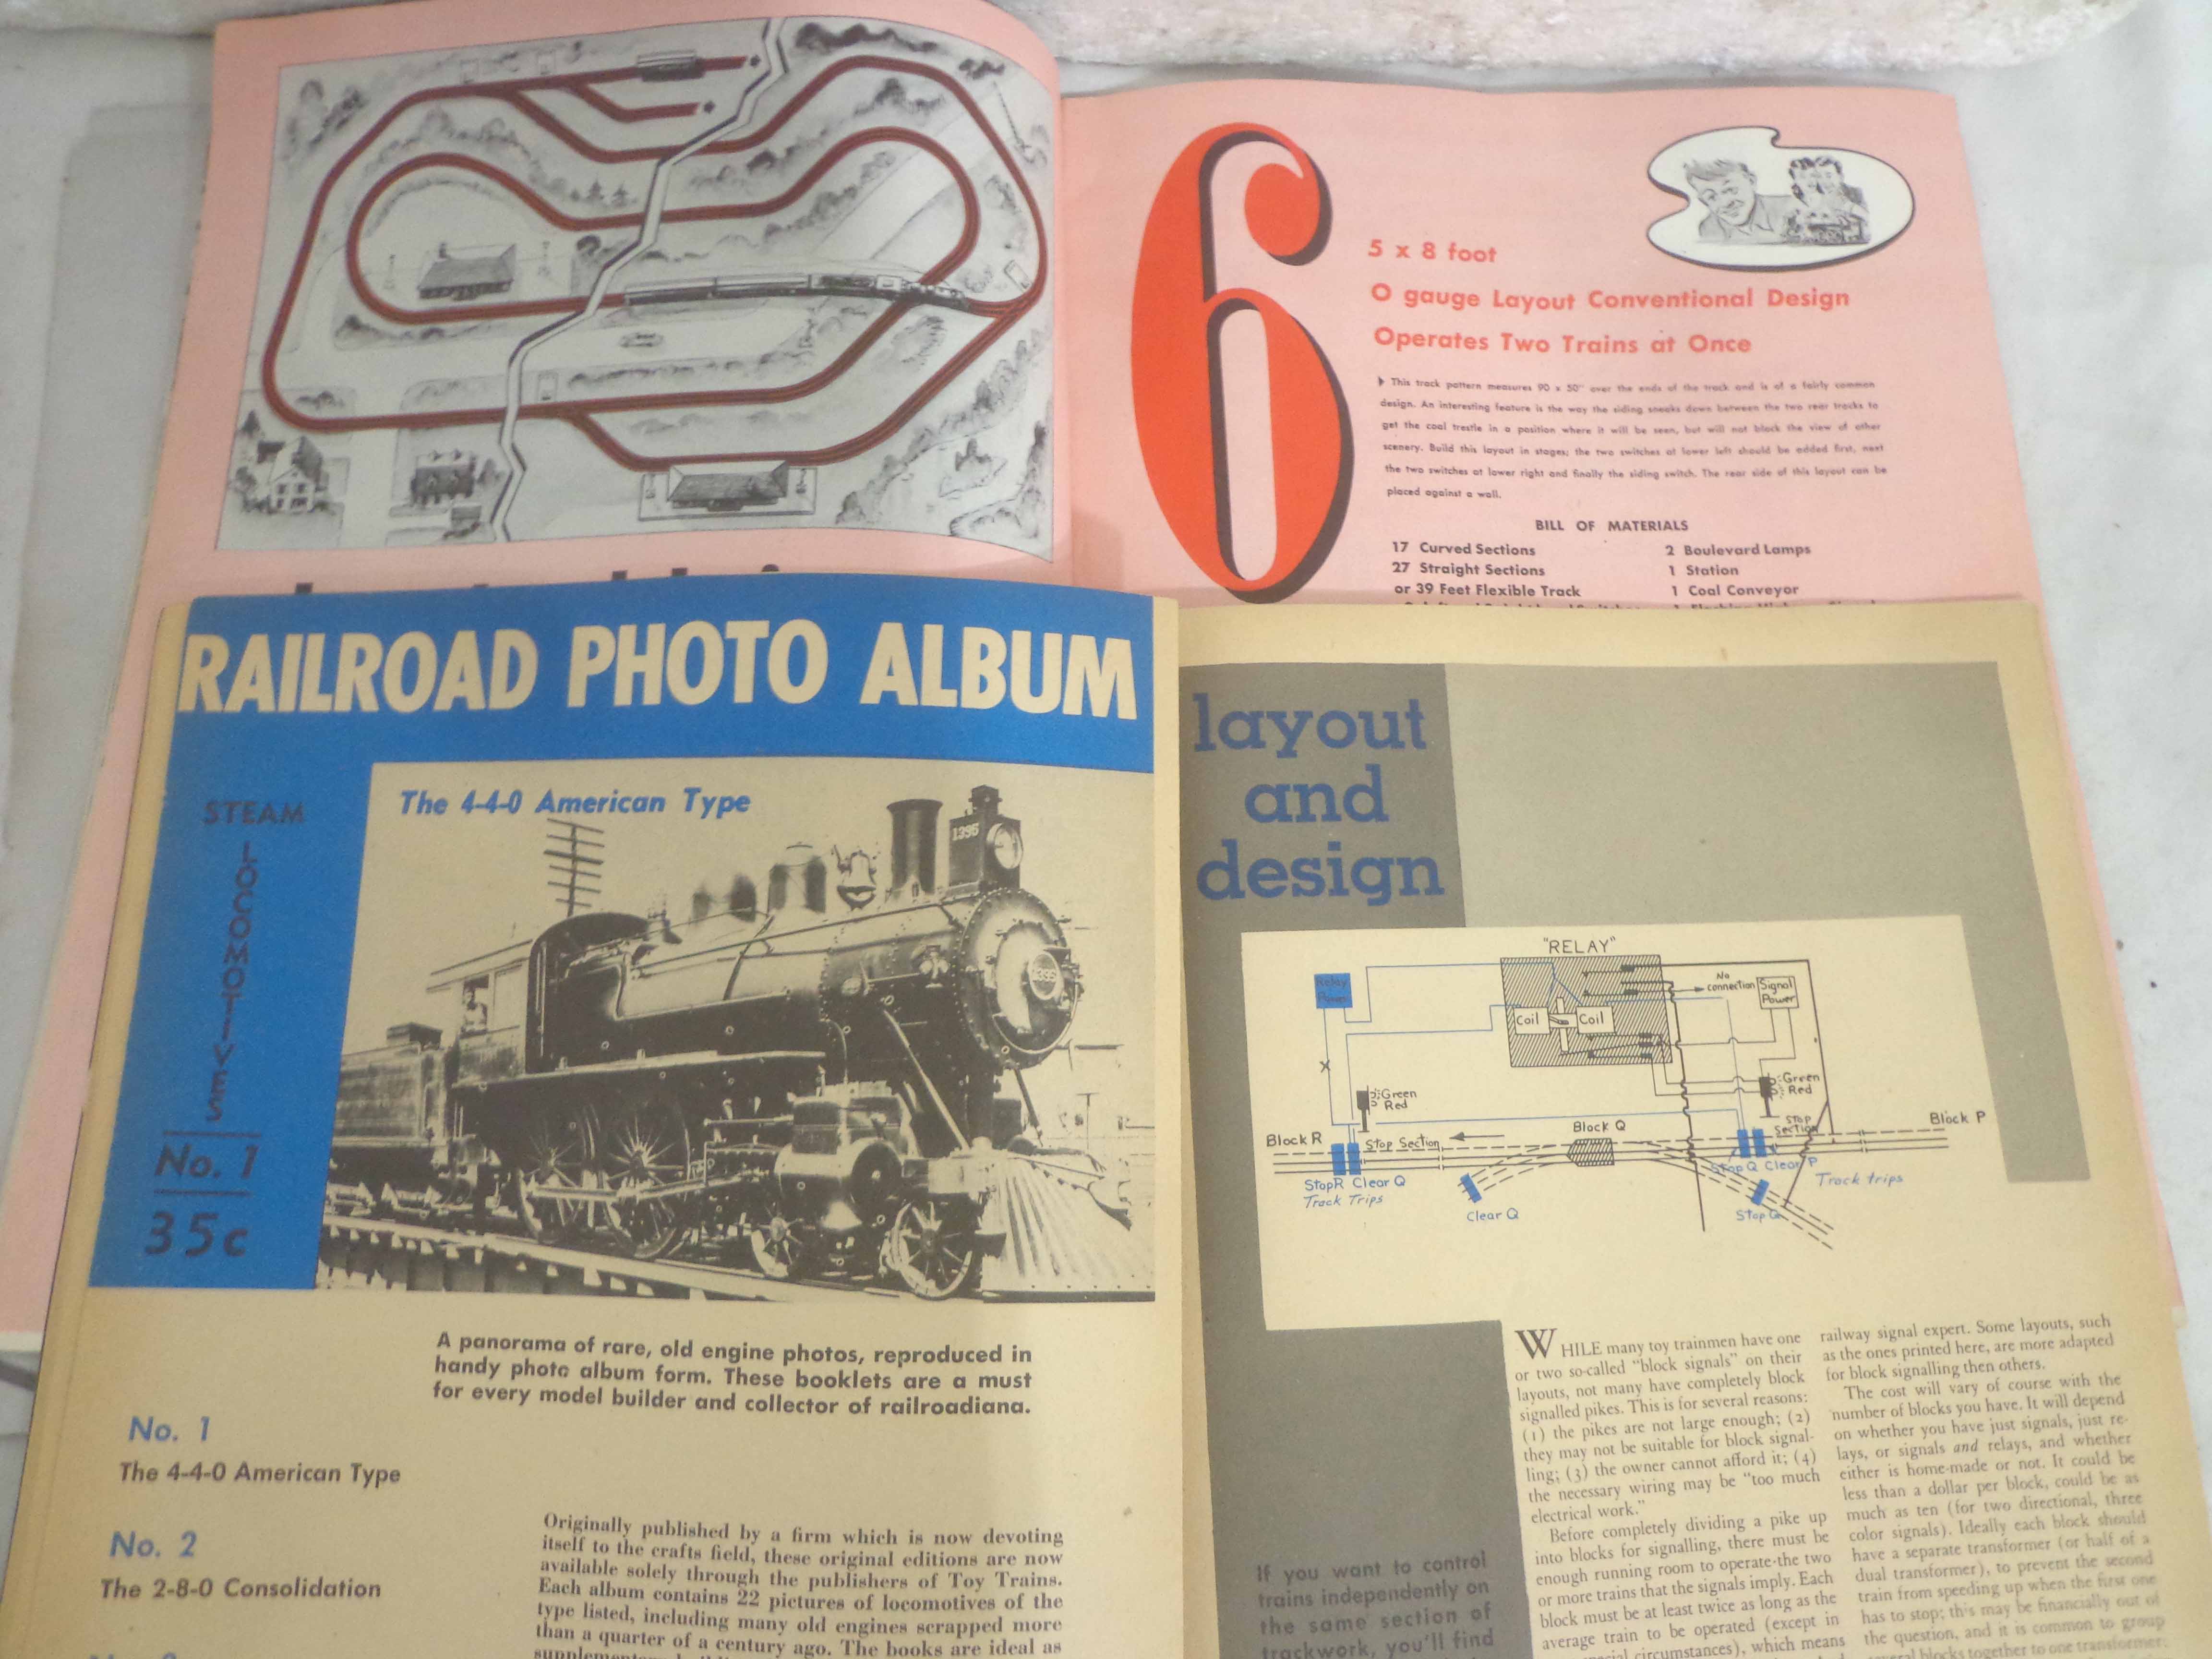 6
5 x 8 foot
O gauge Layout Conventional Design
Operates Two Trains at Once
This track pattern measures 90 x 50" over the ends of the track and is of a fairly common
design. An interesting feature is the way the siding sneaks down between the two rear tracks to
get the coal trestle in a position where it will be seen, but will not block the view of other
scenery. Build this layout in stages; the two switches at lower left should be added first, next
the two switches at lower right and finally the siding switch. The rear side of this layout can be
placed against a wall.
BILL OF MATERIALS
17 Curved Sections
27 Straight Sections
or 39 Feet Flexible Track
2 Boulevard Lamps
1 Station
1 Coal Conveyor
RAILROAD PHOTO ALBUM
STEAM
LOCOMOTIVES
No. 1
35c
The 4-4-0 American Type
1395
1395
A panorama of rare, old engine photos, reproduced in
handy photo album form. These booklets are a must
for every model builder and collector of railroadiana.
No. 1
The 4-4-0 American Type
No. 2
The 2-8-0 Consolidation
Originally published by a firm which is now devoting
itself to the crafts field, these original editions are now
available solely through the publishers of Toy Trains.
Each album contains 22 pictures of locomotives of the
type listed, including many old engines scrapped more
than a quarter of a century ago. The books are ideal as
layout
and
design
"RELAY"
Relay
Power
Coil
Coil
No
connection
Signal
Power
Green
Red
Green
Red
Block R
Stop Section
Block Q
Stop
Section
Block P
Stop R Clear Q
Track Trips
Clear Q
Stop Q Clear P
Track trips
Stop Q
WHILE many toy trainmen have one
or two so-called "block signals" on their
layouts, not many have completely block
signalled pikes. This is for several reasons:
(1) the pikes are not large enough; (2)
they may not be suitable for block signal-
ling; (3) the owner cannot afford it; (4)
the necessary wiring may be "too much
electrical work."
Before completely dividing a pike up
into blocks for signalling, there must be
enough running room to operate-the two
or more trains that the signals imply. Each
block must be at least twice as long as the
average train to be operated (except in
circumstances), which means
railway signal expert. Some layouts, such
as the ones printed here, are more adapted
for block signalling then others.
The cost will vary of course with the
number of blocks you have. It will depend
on whether you have just signals, just re-
lays, or signals and relays, and whether
either is home-made or not. It could be
less than a dollar per block, could be as
much as ten (for two directional, three
color signals). Ideally each block should
have a separate transformer (or half of a
dual transformer), to prevent the second
train from speeding up when the first one
has to stop; this may be financially out of
the question, and it is common to group
blocks together to one transformer;
If you want to control
trains independently on
the same section of
trackwork, you'll find